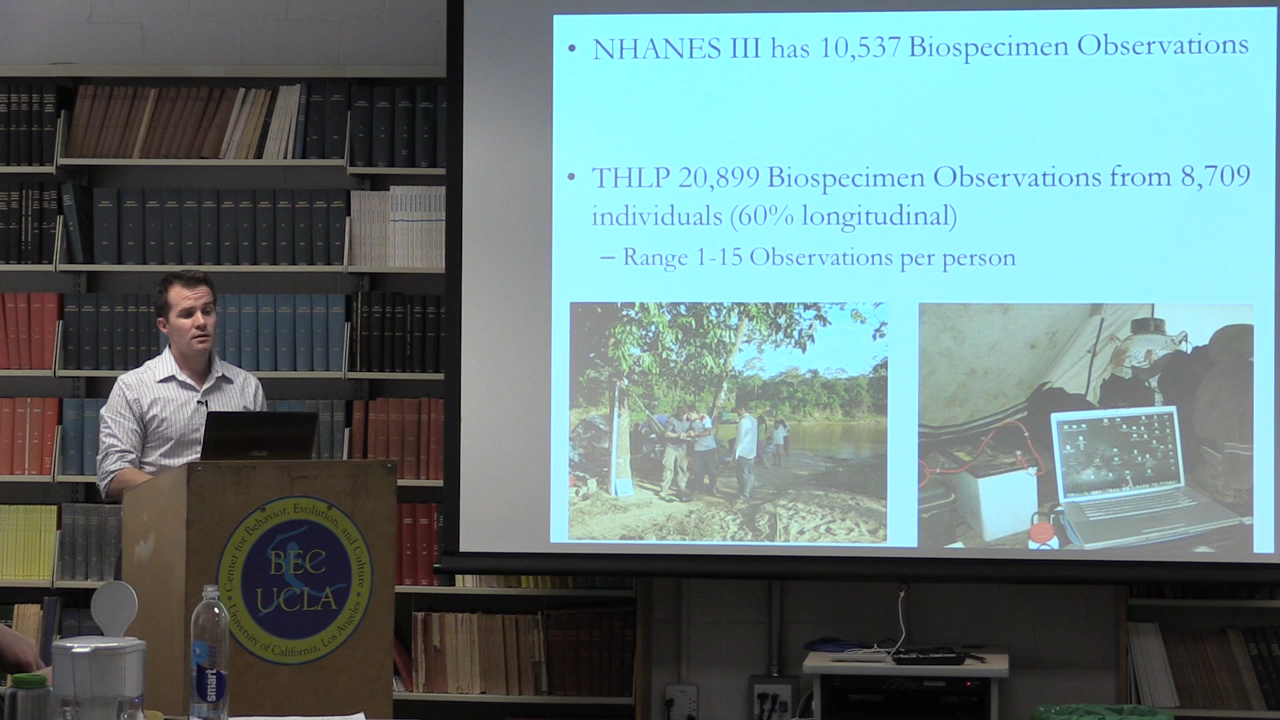 • NHANES III has 10,537 Biospecimen Observations
• THLP 20,899 Biospecimen Observations from 8,709
individuals (60% longitudinal)
– Range 1-15 Observations per person
Center for Behavior, Evolution, and Culture
BEC
UCLA
University of California, Los Angeles
smart